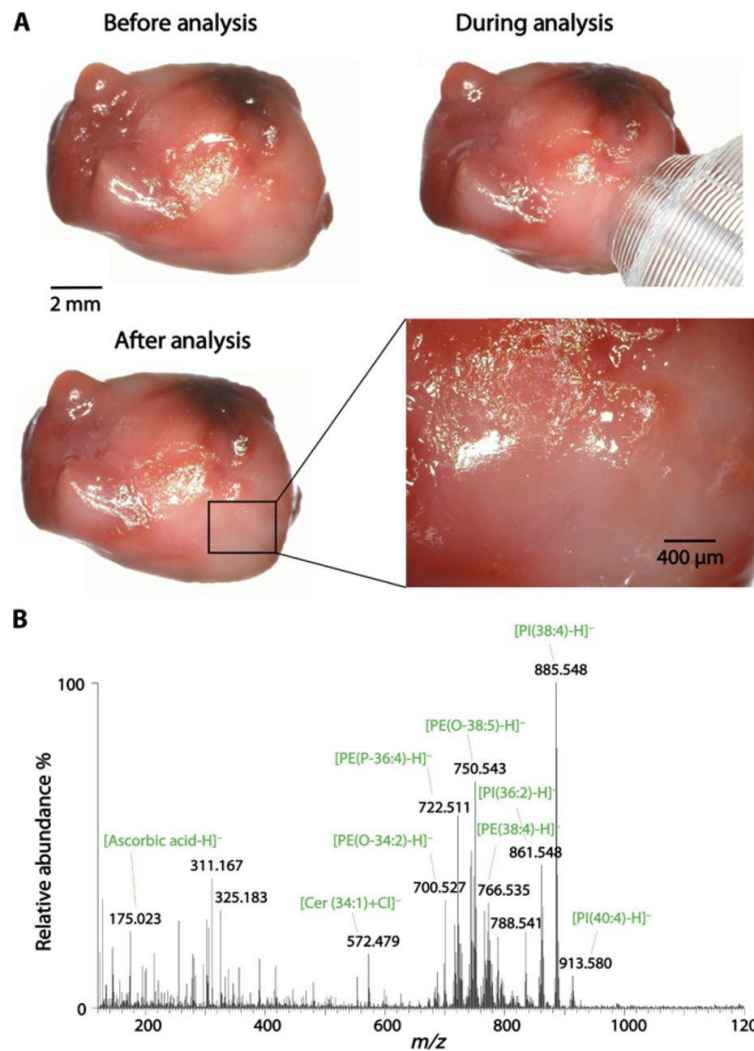 A
Before analysis
During analysis
2 mm
After analysis
400 μm
B
[PI(38:4)-H]⁻
885.548
100
[PE(O-38:5)-H]⁻
750.543
[PE(P-36:4)-H]⁻
722.511
[PI(36:2)-H]⁻
861.548
[PE(O-34:2)-H]⁻
700.527
[PE(38:4)-H]⁻
766.535
[Ascorbic acid-H]⁻
175.023
311.167
325.183
[Cer (34:1)+Cl]⁻
572.479
788.541
[PI(40:4)-H]⁻
913.580
Relative abundance %
0
200
400
600
800
1000
120
m/z